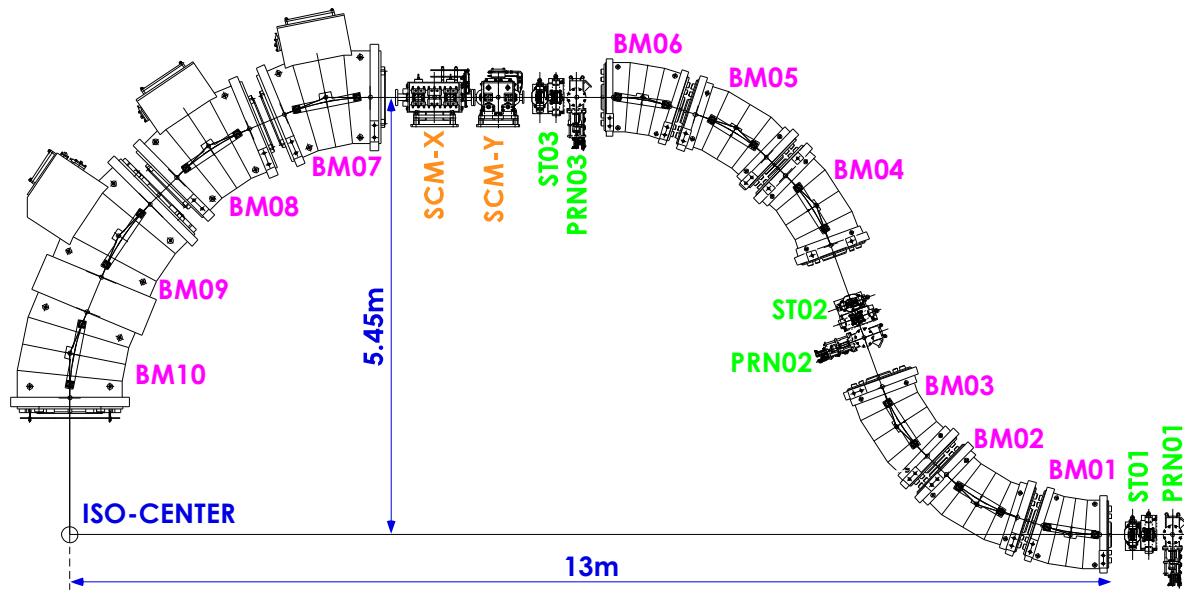 BM06
BM05
BM04
BM07
BM08
BM09
BM10
SCM-X
SCM-Y
ST03
PRN03
ST02
PRN02
BM03
BM02
BM01
ST01
PRN01
5.45m
ISO-CENTER
13m